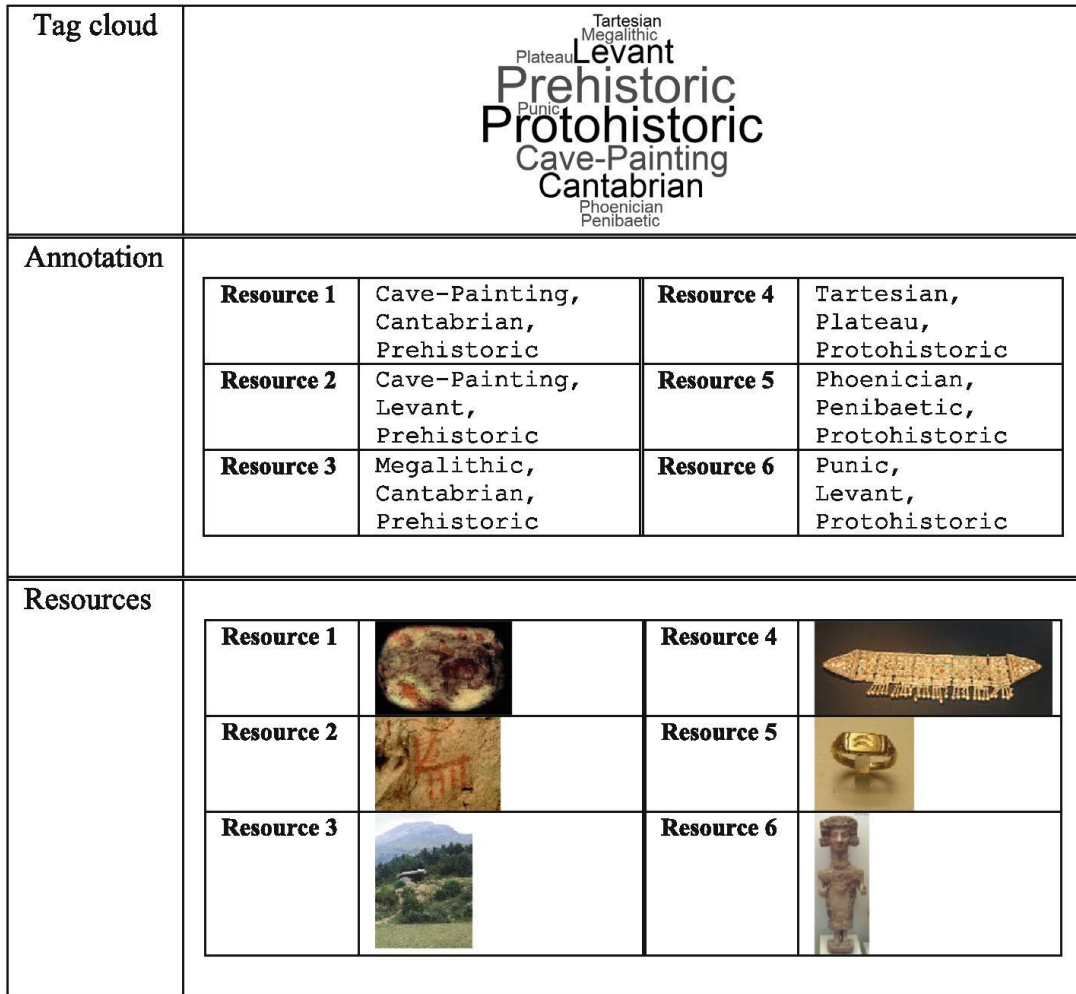 Tag cloud
Tartesian
Megalithic
Plateau Levant
Prehistoric
Punic
Protohistoric
Cave-Painting
Cantabrian
Phoenician
Penibaetic
Annotation
Resource 1
Cave-Painting,
Cantabrian,
Prehistoric
Resource 4
Tartesian,
Plateau,
Protohistoric
Resource 2
Cave-Painting,
Levant,
Prehistoric
Resource 5
Phoenician,
Penibaetic,
Protohistoric
Resource 3
Megalithic,
Cantabrian,
Prehistoric
Resource 6
Punic,
Levant,
Protohistoric
Resources
Resource 1
Resource 4
Resource 2
Resource 5
Resource 3
Resource 6